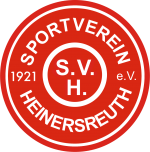 SPORTVEREIN
1921 e.V.
S.V.
H.
HEINERSREUTH